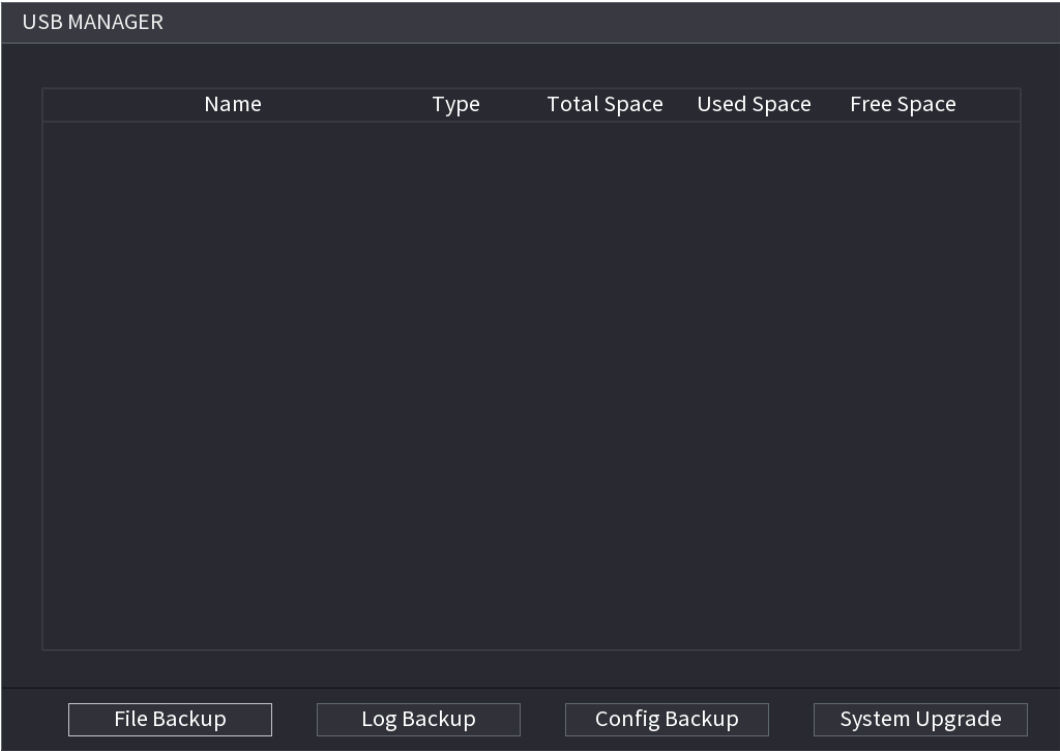 USB MANAGER
Name Type Total Space Used Space Free Space
File Backup Log Backup Config Backup System Upgrade